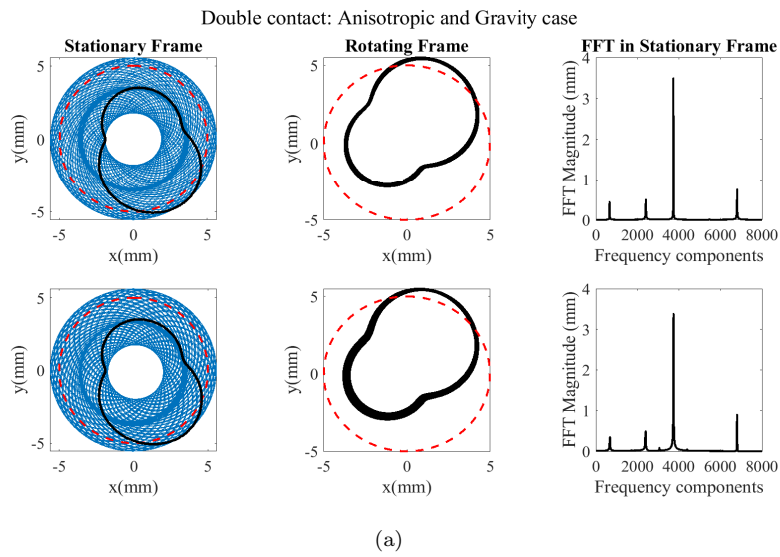 Double contact: Anisotropic and Gravity case
Stationary Frame
5
0
-5
y(mm)
-5 0 5
x(mm)
Rotating Frame
5
0
-5
y(mm)
-5 0 5
x(mm)
FFT in Stationary Frame
4
3
2
1
0
FFT Magnitude (mm)
0 2000 4000 6000 8000
Frequency components
5
0
-5
y(mm)
-5 0 5
x(mm)
5
0
-5
y(mm)
-5 0 5
x(mm)
4
3
2
1
0
FFT Magnitude (mm)
0 2000 4000 6000 8000
Frequency components
(a)